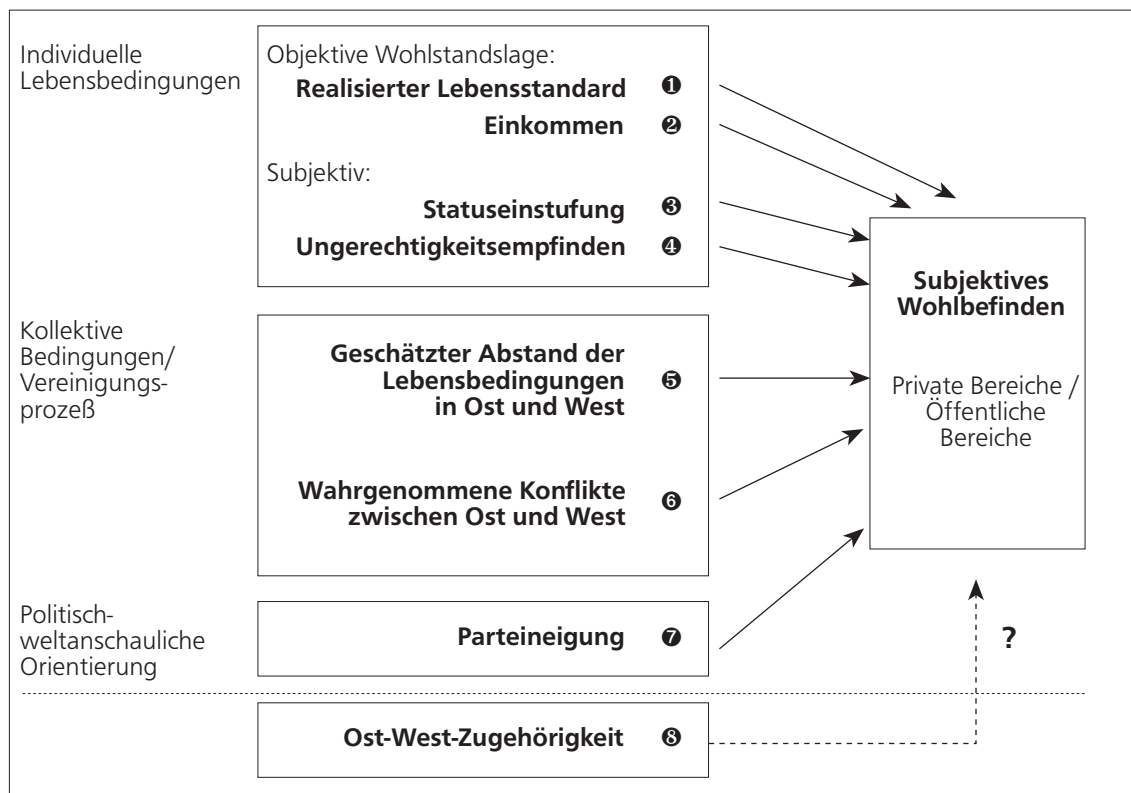 Individuelle
Lebensbedingungen
Objektive Wohlstandslage:
Realisierter Lebensstandard ❶
Einkommen ❷
Subjektiv:
Statuseinstufung ❸
Ungerechtigkeitsempfinden ❹
Kollektive
Bedingungen/
Vereinigungs-
prozeß
Geschätzter Abstand der
Lebensbedingungen ❺
in Ost und West
Wahrgenommene Konflikte
zwischen Ost und West ❻
Politisch-
weltanschauliche
Orientierung
Parteineigung ❼
Ost-West-Zugehörigkeit ❽
Subjektives
Wohlbefinden
Private Bereiche /
Öffentliche
Bereiche
?